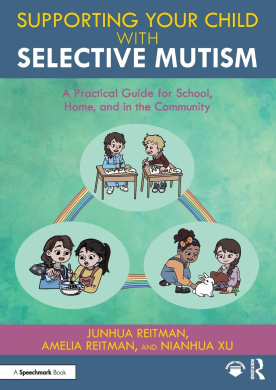 SUPPORTING YOUR CHILD
WITH
SELECTIVE MUTISM
A Practical Guide for School,
Home, and in the Community
JUNHUA REITMAN,
AMELIA REITMAN, AND NIANHUA XU
A Speechmark Book
R